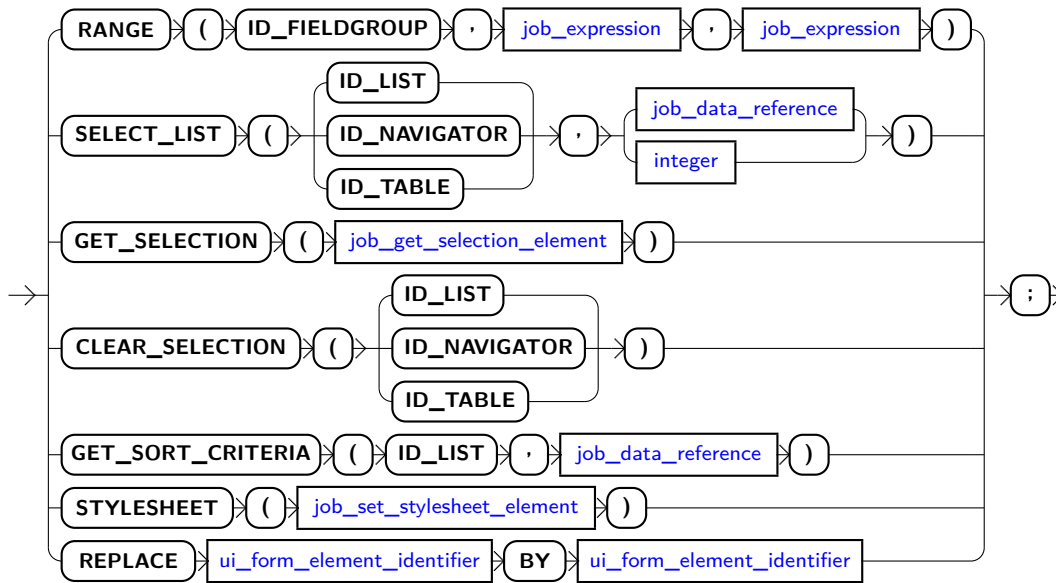 RANGE ( ID_FIELDGROUP , job_expression , job_expression )
ID_LIST
job_data_reference
SELECT_LIST ( ID_NAVIGATOR , )
integer
ID_TABLE
GET_SELECTION ( job_get_selection_element )
ID_LIST
;
CLEAR_SELECTION ( ID_NAVIGATOR )
ID_TABLE
GET_SORT_CRITERIA ( ID_LIST , job_data_reference )
STYLESHEET ( job_set_stylesheet_element )
REPLACE ui_form_element_identifier BY ui_form_element_identifier